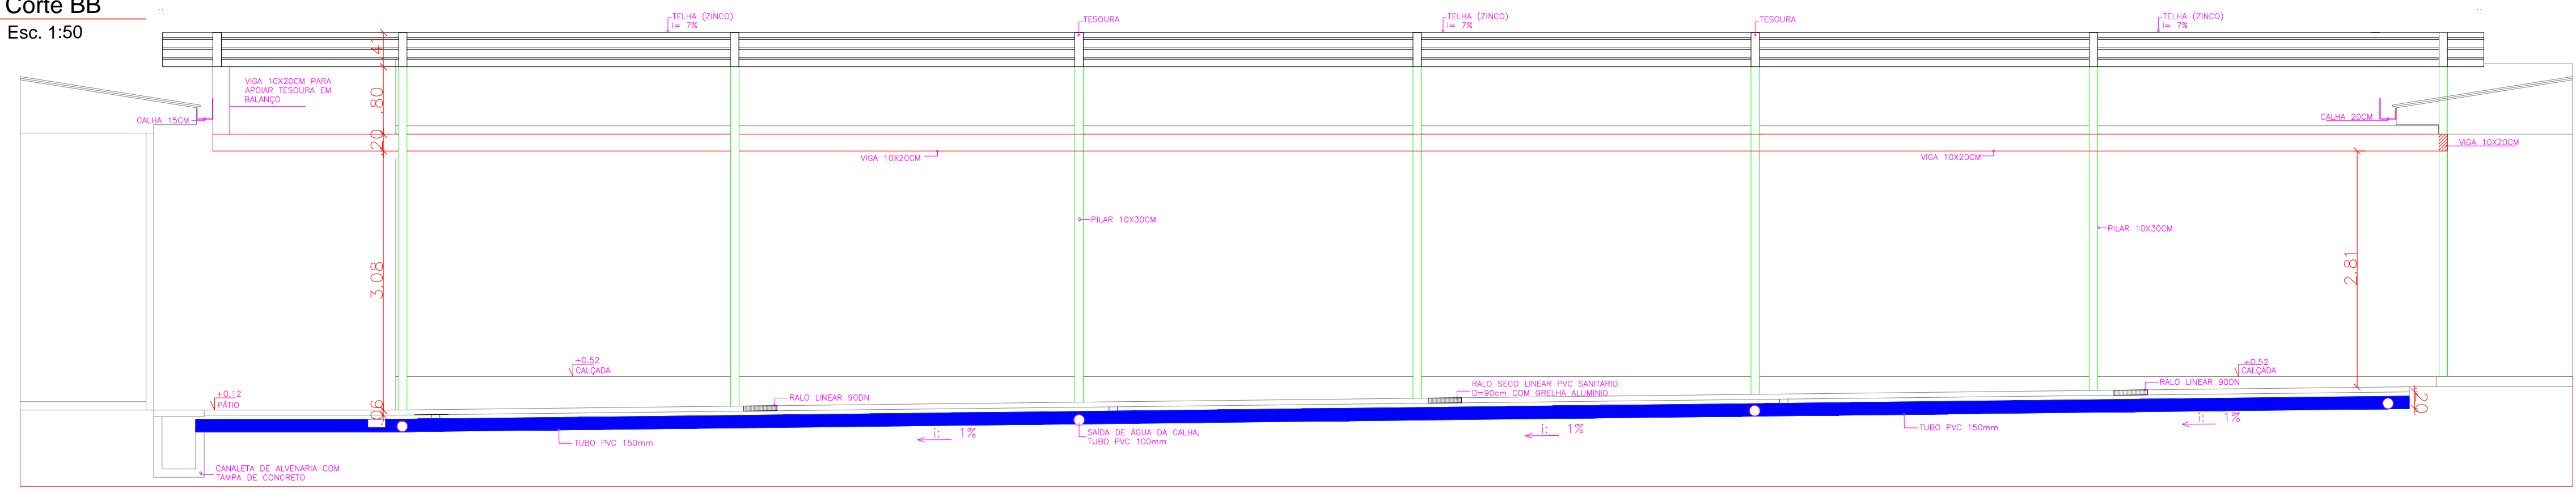 Corte BB
Esc. 1:50
TELHA (ZINCO)
I= 7%
TESOURA
TELHA (ZINCO)
I= 7%
TESOURA
TELHA (ZINCO)
I= 7%
.41
VIGA 10X20CM PARA
APOIAR TESOURA EM
BALANÇO
.80
CALHA 15CM
CALHA 20CM
.20
VIGA 10X20CM
VIGA 10X20CM
VIGA 10X20CM
PILAR 10X30CM
PILAR 10X30CM
3.08
2.81
+0.52
CALÇADA
+0.52
CALÇADA
+0.12
PÁTIO
.06
RALO LINEAR 90DN
RALO SECO LINEAR PVC SANITARIO
D=90cm COM GRELHA ALUMINIO
RALO LINEAR 90DN
.20
TUBO PVC 150mm
i: 1%
SAÍDA DE ÁGUA DA CALHA,
TUBO PVC 100mm
i: 1%
TUBO PVC 150mm
i: 1%
CANALETA DE ALVENARIA COM
TAMPA DE CONCRETO